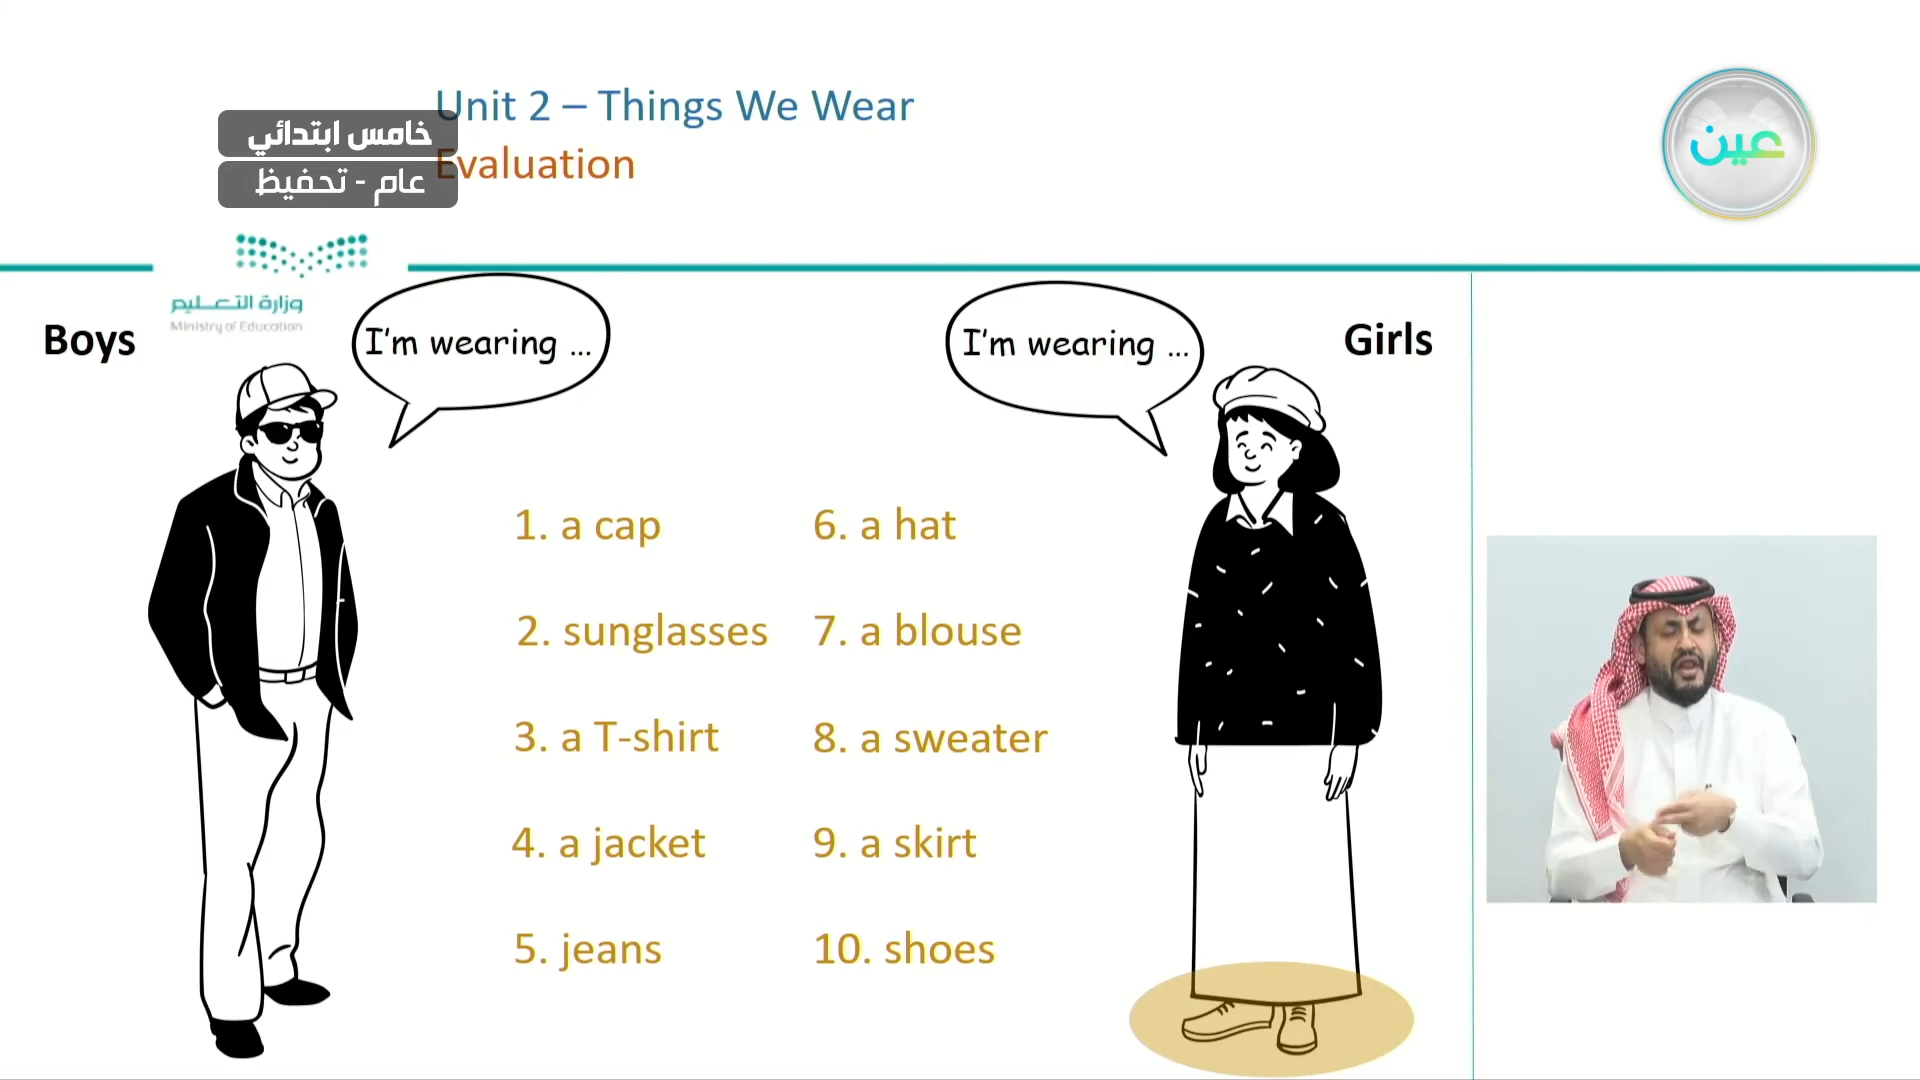 Unit 2 – Things We Wear
خامس ابتدائي
Evaluation
عام - تحفيظ
عين
وزارة التعليم
Ministry of Education
Boys
I'm wearing ...
I'm wearing ...
Girls
1. a cap
2. sunglasses
3. a T-shirt
4. a jacket
5. jeans
6. a hat
7. a blouse
8. a sweater
9. a skirt
10. shoes